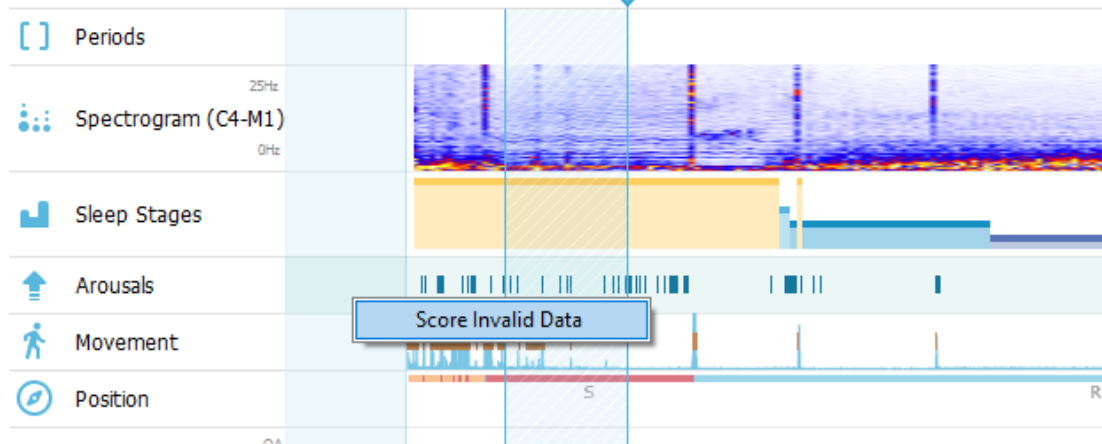 Periods
25Hz
Spectrogram (C4-M1)
0Hz
Sleep Stages
Arousals
Score Invalid Data
Movement
Position
S
R